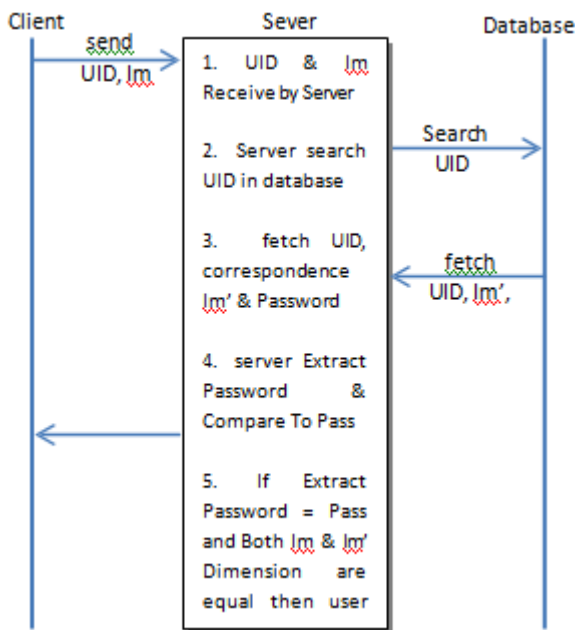 Client
Sever
Database
send
UID, Im
1. UID & Im
Receive by Server
2. Server search
UID in database
Search
UID
3. fetch UID,
correspondence
Im' & Password
fetch
UID, Im',
4. server Extract
Password &
Compare To Pass
5. If Extract
Password = Pass
and Both Im & Im'
Dimension are
equal then user